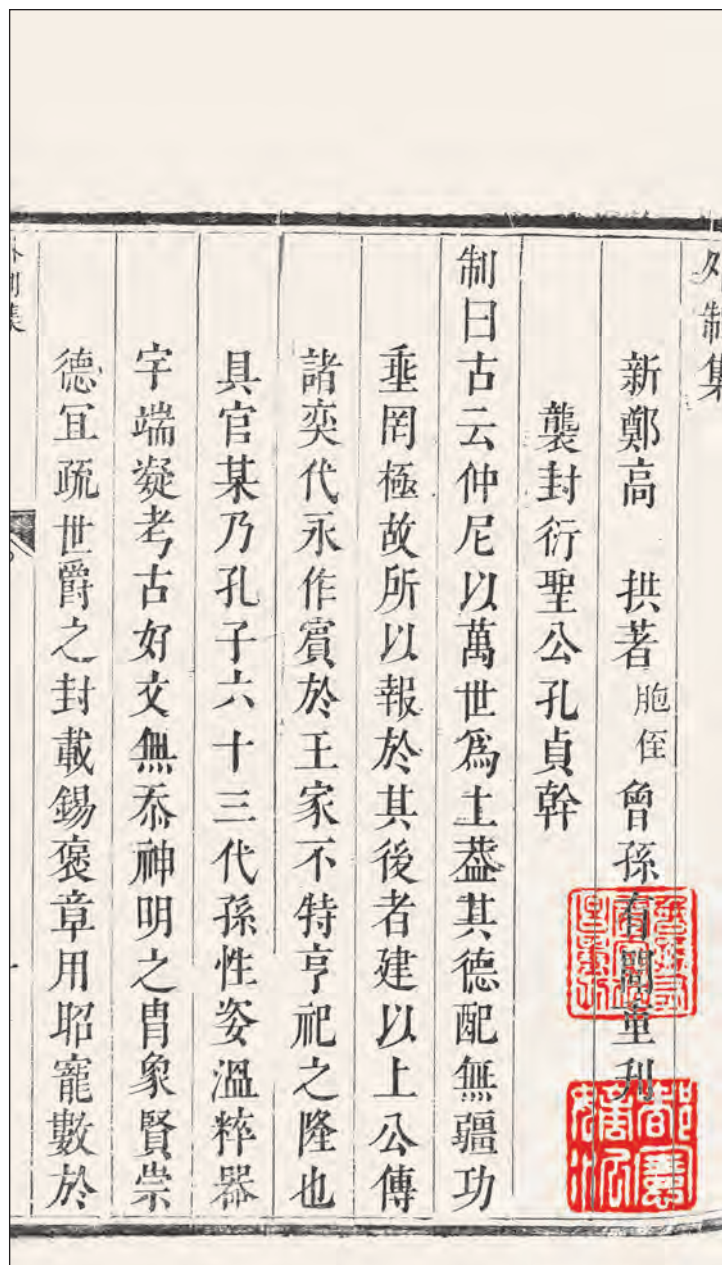 外制集
新鄭高 拱著 胞侄 曾孫有聞重刋
襲封衍聖公孔貞幹
制曰古云仲尼以萬世爲土葢其德配無疆功
垂罔極故所以報於其後者建以上公傳
諸奕代永作賓於王家不特亨祀之隆也
具官某乃孔子六十三代孫性姿溫粹器
宇端凝考古好文無忝神明之胄象賢崇
德宜疏世爵之封載錫褒章用昭寵數於
外制集